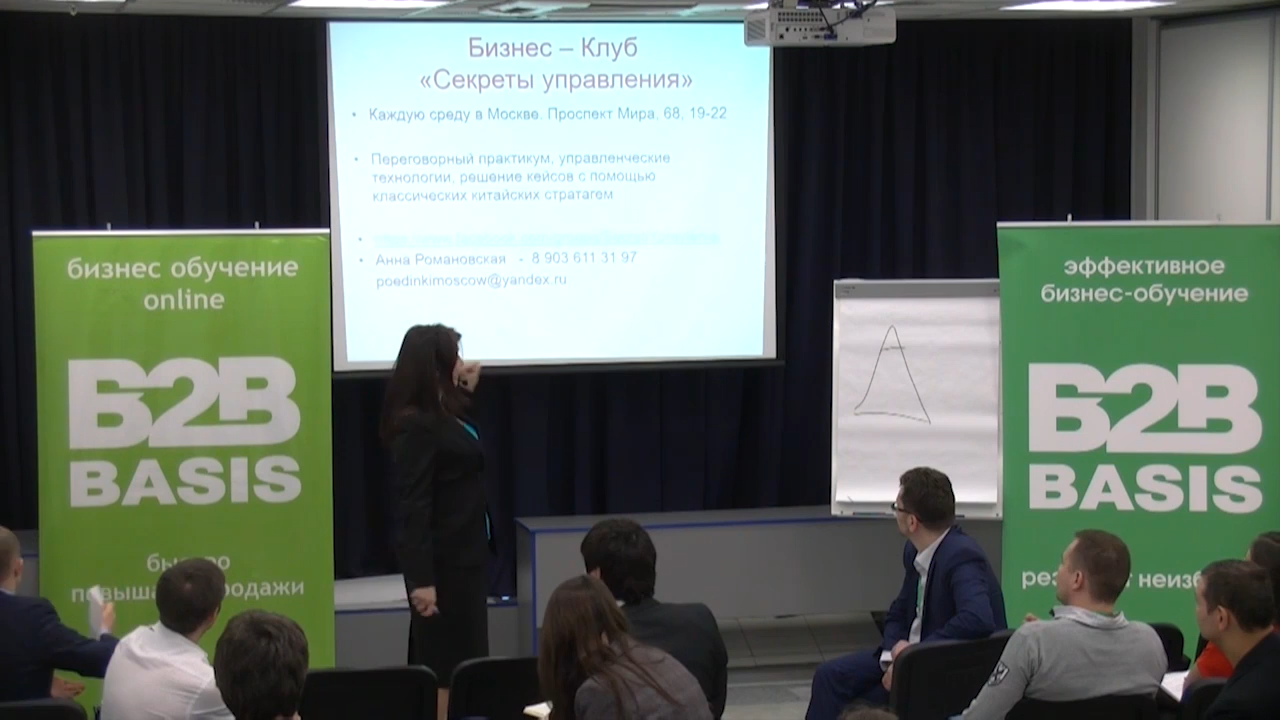 Бизнес – Клуб
«Секреты управления»
• Каждую среду в Москве. Проспект Мира, 68, 19-22
• Переговорный практикум, управленческие
технологии, решение кейсов с помощью
классических китайских стратагем
•
• Анна Романовская - 8 903 611 31 97
poedinkimoscow@yandex.ru
бизнес обучение
online
Б2В
BASIS
продажи
эффективное
бизнес-обучение
Б2В
BASIS